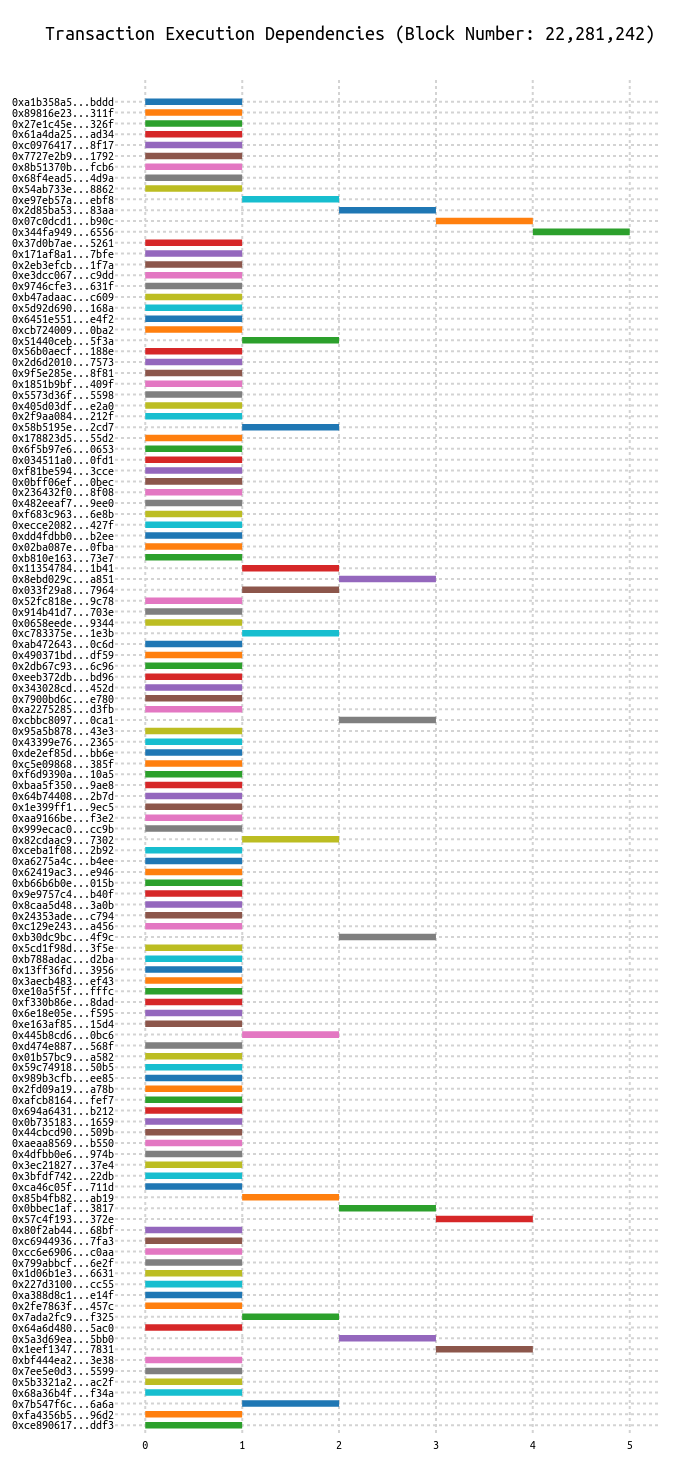 Transaction Execution Dependencies (Block Number: 22,281,242)
0xa1b358a5...bddd
0x89816e23...311f
0x27e1c45e...326f
0x61a4da25...ad34
0xc0976417...8f17
0x7727e2b9...1792
0x8b51370b...fcb6
0x68f4ead5...4d9a
0x54ab733e...8862
0xe97eb57a...ebf8
0x2d85ba53...83aa
0x07c0dcd1...b90c
0x344fa949...6556
0x37d0b7ae...5261
0x171af8a1...7bfe
0x2eb3efcb...1f7a
0xe3dcc067...c9dd
0x9746cfe3...631f
0xb47adaac...c609
0x5d92d690...168a
0x6451e551...e4f2
0xcb724009...0ba2
0x51440ceb...5f3a
0x56b0aecf...188e
0x2d6d2010...7573
0x9f5e285e...8f81
0x1851b9bf...409f
0x5573d36f...5598
0x405d03df...e2a0
0x2f9aa084...212f
0x58b5195e...2cd7
0x178823d5...55d2
0x6f5b97e6...0653
0x034511a0...0fd1
0xf81be594...3cce
0x0bff06ef...0bec
0x236432f0...8f08
0x482eeaf7...9ee0
0xf683c963...6e8b
0xecce2082...427f
0xdd4fdbb0...b2ee
0x02ba087e...0fba
0xb810e163...73e7
0x11354784...1b41
0x8ebd029c...a851
0x033f29a8...7964
0x52fc818e...9c78
0x914b41d7...703e
0x0658eede...9344
0xc783375e...1e3b
0xab472643...0c6d
0x490371bd...df59
0x2db67c93...6c96
0xeeb372db...bd96
0x343028cd...452d
0x7900bd6c...e780
0xa2275285...d3fb
0xcbbc8097...0ca1
0x95a5b878...43e3
0x43399e76...2365
0xde2ef85d...bb6e
0xc5e09868...385f
0xf6d9390a...10a5
0xbaa5f350...9ae8
0x64b74408...2b7d
0x1e399ff1...9ec5
0xaa9166be...f3e2
0x999ecac0...cc9b
0x82cdaac9...7302
0xceba1f08...2b92
0xa6275a4c...b4ee
0x62419ac3...e946
0xb66b6b0e...015b
0x9e9757c4...b40f
0x8caa5d48...3a0b
0x24353ade...c794
0xc129e243...a456
0xb30dc9bc...4f9c
0x5cd1f98d...3f5e
0xb788adac...d2ba
0x13ff36fd...3956
0x3aecb483...ef43
0xe10a5f5f...fffc
0xf330b86e...8dad
0x6e18e05e...f595
0xe163af85...15d4
0x445b8cd6...0bc6
0xd474e887...568f
0x01b57bc9...a582
0x59c74918...50b5
0x989b3cfb...ee85
0x2fd09a19...a78b
0xafcb8164...fef7
0x694a6431...b212
0x0b735183...1659
0x44cbcd90...509b
0xaeaa8569...b550
0x4dfbb0e6...974b
0x3ec21827...37e4
0x3bfdf742...22db
0xca46c05f...711d
0x85b4fb82...ab19
0x0bbec1af...3817
0x57c4f193...372e
0x80f2ab44...68bf
0xc6944936...7fa3
0xcc6e6906...c0aa
0x799abbcf...6e2f
0x1d06b1e3...6631
0x227d3100...cc55
0xa388d8c1...e14f
0x2fe7863f...457c
0x7ada2fc9...f325
0x64a6d480...5ac0
0x5a3d69ea...5bb0
0x1eef1347...7831
0xbf444ea2...3e38
0x7ee5e0d3...5599
0x5b3321a2...ac2f
0x68a36b4f...f34a
0x7b547f6c...6a6a
0xfa4356b5...96d2
0xce890617...ddf3
0 1 2 3 4 5